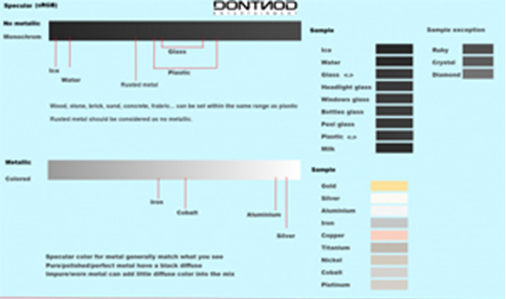 Specular (sRGB)
DONTNOD
ENTERTAINMENT
No metallic
Monochrom
Ice
Water
Rusted metal
Glass
Plastic
Wood, stone, brick, sand, concrete, frabric... can be set within the same range as plastic
Rusted metal should be considered as no metallic.
Metallic
Colored
Iron
Cobalt
Aluminium
Silver
Specular color for metal generally match what you see
Pure/polished/perfect metal have a black diffuse
Impure/worn metal can add little diffuse color into the mix
Sample
Ice
Water
Glass <->
Headlight glass
Windows glass
Bottles glass
Pool glass
Plastic <->
Milk
Sample exception
Ruby
Crystal
Diamond
Sample
Gold
Silver
Aluminium
Iron
Copper
Titanium
Nickel
Cobalt
Platinum